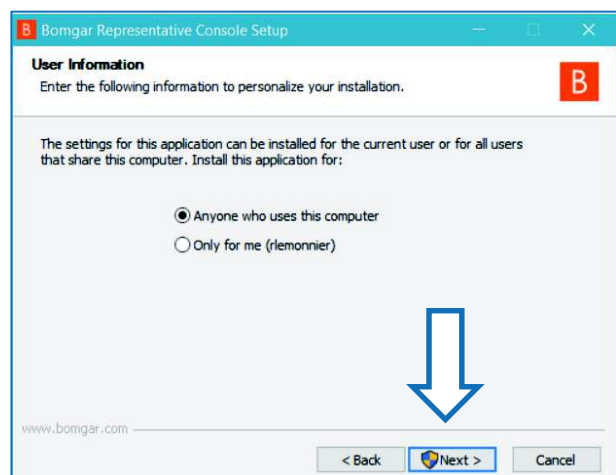 B Bomgar Representative Console Setup
User Information
Enter the following information to personalize your installation.
B
The settings for this application can be installed for the current user or for all users
that share this computer. Install this application for:
Anyone who uses this computer
Only for me (rlemonnier)
www.bomgar.com
< Back Next > Cancel